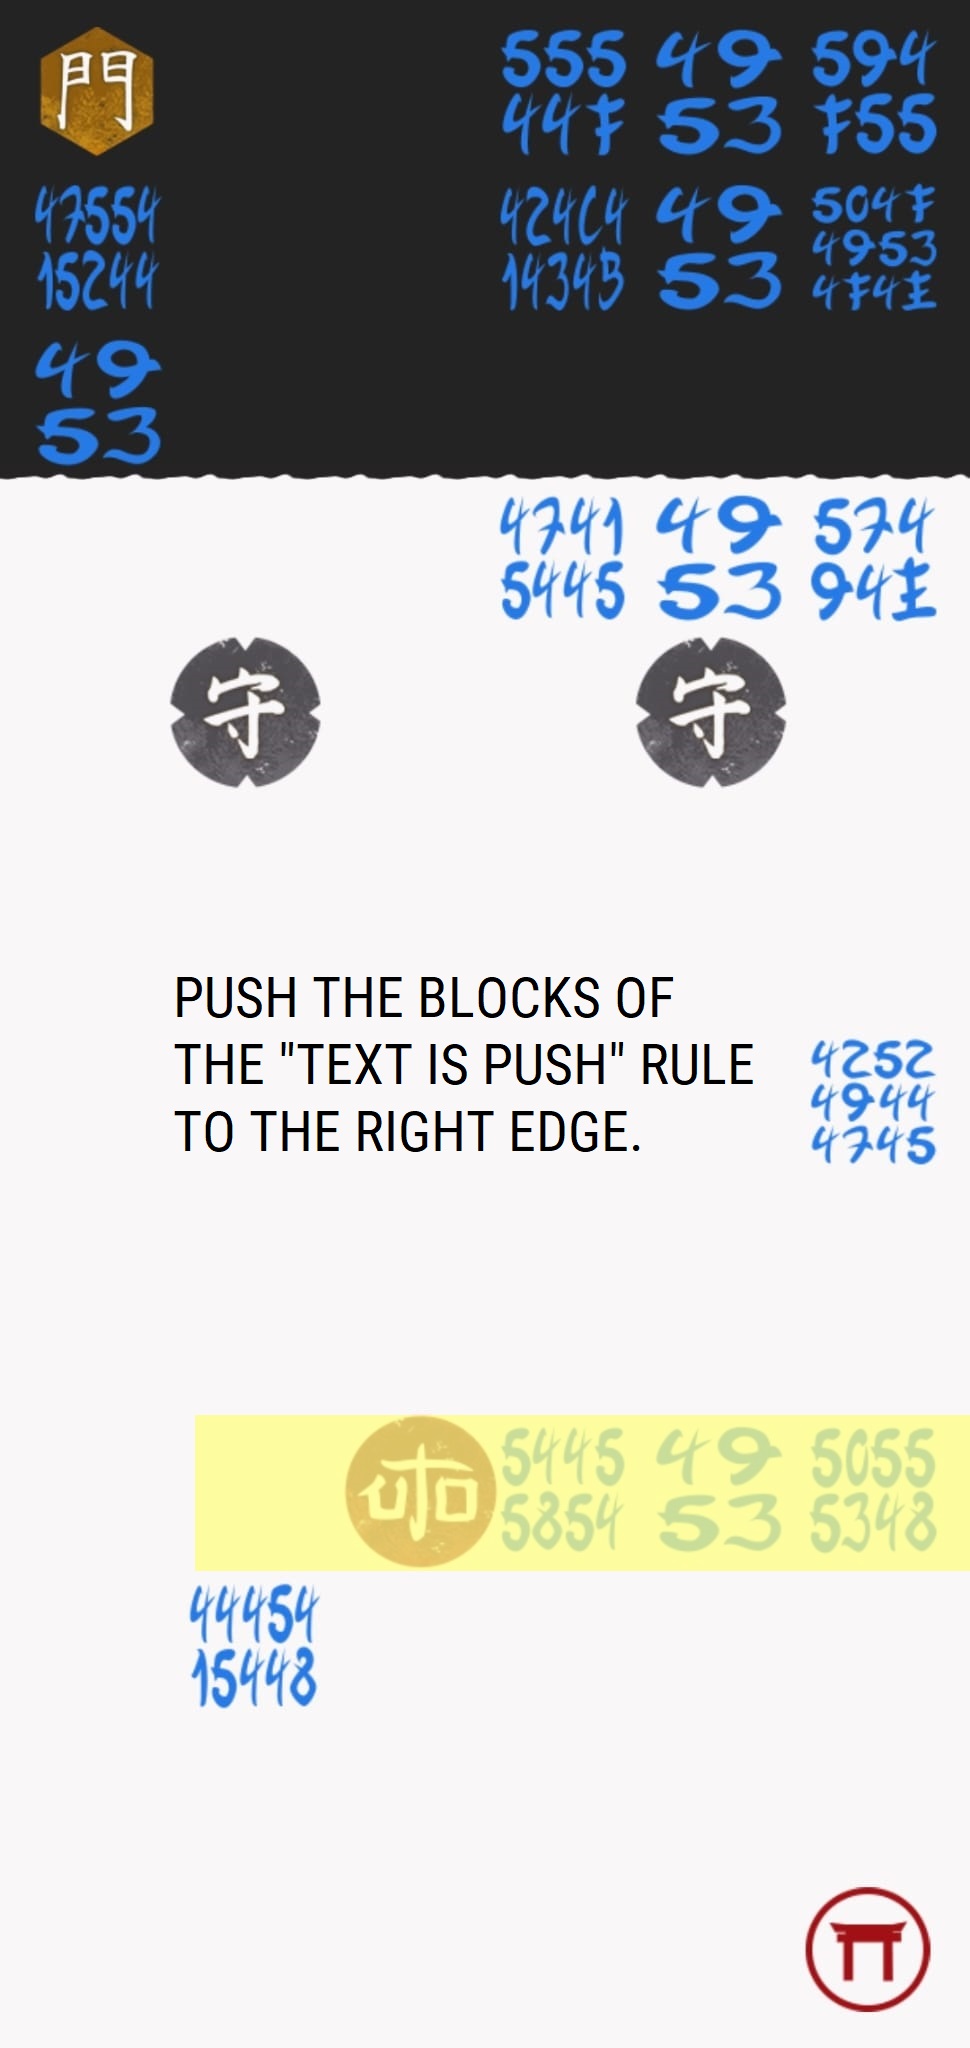 門 555 49 594
44F 53 F55
47554 424C4 49 504F
15244 14344B 53 4953
4F4E
49
53
4741 49 574
5445 53 94E
守 守
PUSH THE BLOCKS OF
THE "TEXT IS PUSH" RULE
TO THE RIGHT EDGE.
4252
4944
4745
5445 49 5055
5854 53 5348
44454
15448